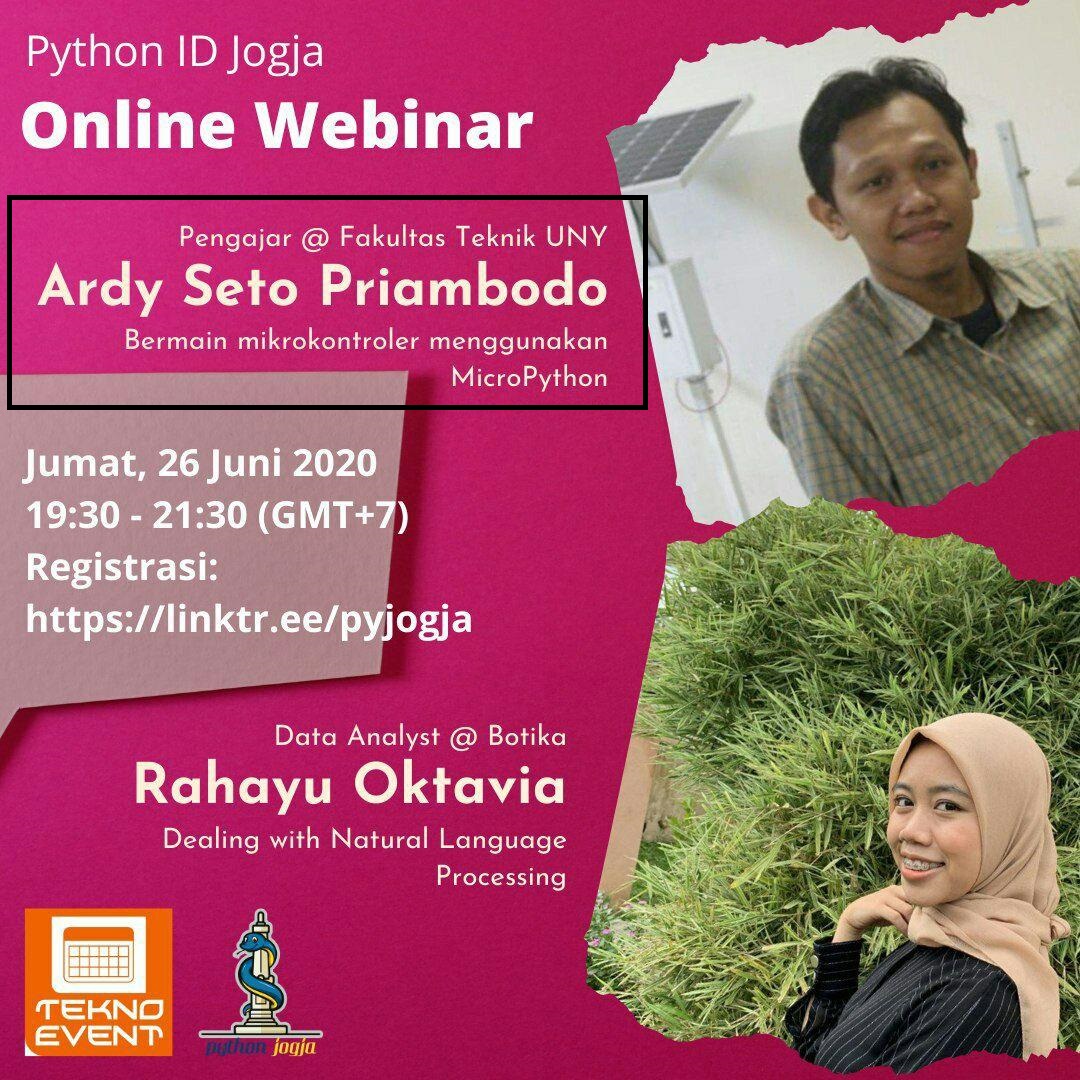 Python ID Jogja
Online Webinar
Pengajar @ Fakultas Teknik UNY
Ardy Seto Priambodo
Bermain mikrokontroler menggunakan
MicroPython
Jumat, 26 Juni 2020
19:30 - 21:30 (GMT+7)
Registrasi:
https://linktr.ee/pyjogja
Data Analyst @ Botika
Rahayu Oktavia
Dealing with Natural Language
Processing
TEKNO
EVENT
python jogja